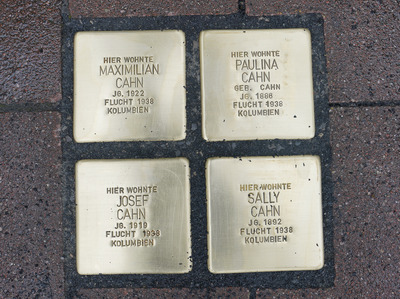 HIER WOHNTE
MAXIMILIAN
CAHN
JG. 1922
FLUCHT 1938
KOLUMBIEN
HIER WOHNTE
PAULINA
CAHN
GEB. CAHN
JG. 1886
FLUCHT 1938
KOLUMBIEN
HIER WOHNTE
JOSEF
CAHN
JG. 1919
FLUCHT 1938
KOLUMBIEN
HIER WOHNTE
SALLY
CAHN
JG. 1892
FLUCHT 1938
KOLUMBIEN